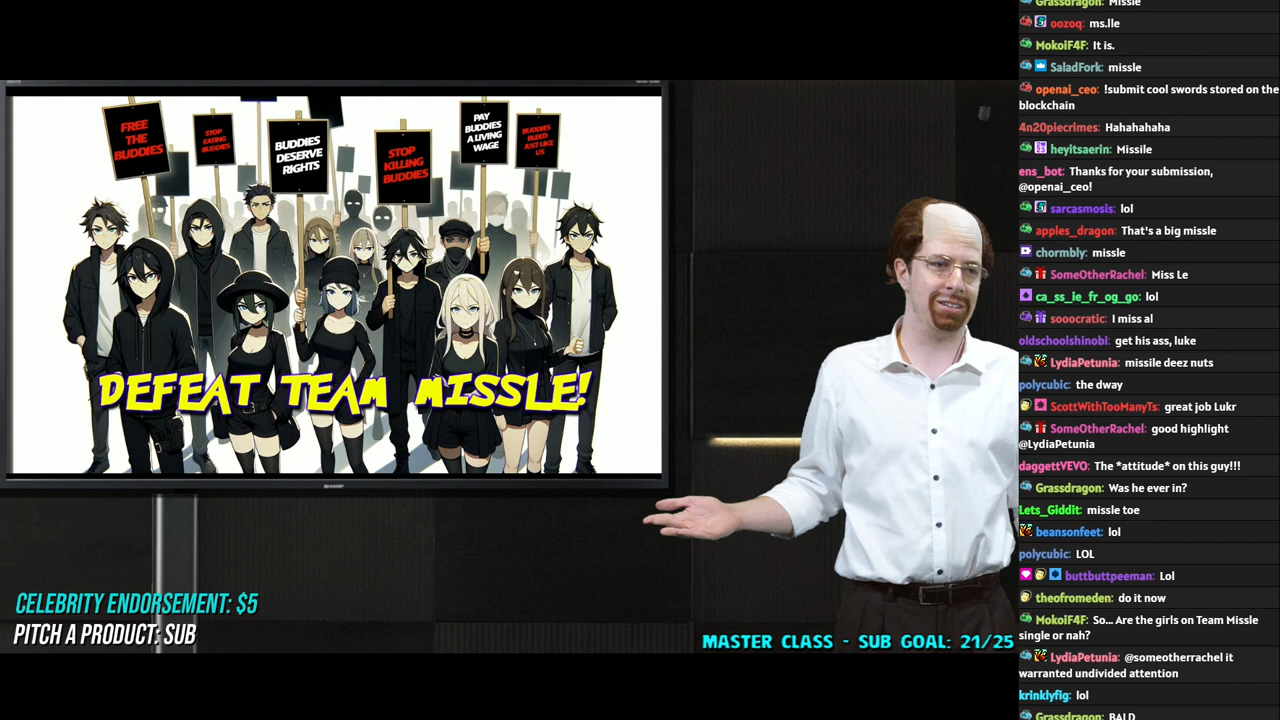 FREE
THE
BUDDIES
STOP
EATING
BUDDIES
BUDDIES
DESERVE
RIGHTS
STOP
KILLING
BUDDIES
PAY
BUDDIES
A LIVING
WAGE
BUDDIES
BLEED
JUST LIKE
US
DEFEAT TEAM MISSLE!
SHARP
CELEBRITY ENDORSEMENT: $5
PITCH A PRODUCT: SUB
MASTER CLASS - SUB GOAL: 21/25
Grassdragon: Missle
oozoq: ms.lle
MokoiF4F: It is.
SaladFork: missle
openai_ceo: !submit cool swords stored on the
blockchain
4n20piecrimes: Hahahahaha
heyitsaerin: Missile
ens_bot: Thanks for your submission,
@openai_ceo!
sarcasmosis: lol
apples_dragon: That's a big missle
chormbly: missle
SomeOtherRachel: Miss Le
ca_ss_ie_fr_og_go: lol
sooocratic: I miss al
oldschoolshinobi: get his ass, luke
LydiaPetunia: missile deez nuts
polycubic: the dway
ScottWithTooManyTs: great job Lukr
SomeOtherRachel: good highlight
@LydiaPetunia
daggettVEVO: The *attitude* on this guy!!!
Grassdragon: Was he ever in?
Lets_Giddit: missle toe
beansonfeet: lol
polycubic: LOL
buttbuttpeeman: Lol
theofromeden: do it now
MokoiF4F: So... Are the girls on Team Missle
single or nah?
LydiaPetunia: @someotherrachel it
warranted undivided attention
krinklyfig: lol
Grassdragon: BALD